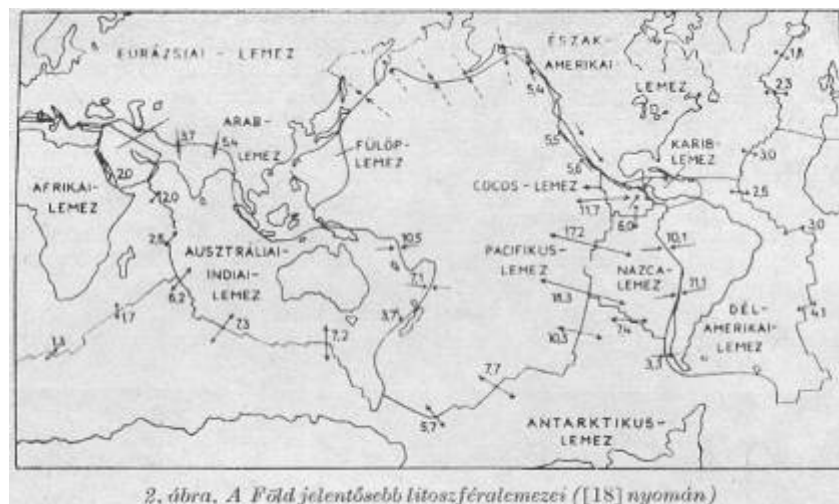 EURÁZSIAI - LEMEZ
ÉSZAK-
AMERIKAI
LEMEZ
1,8
2,3
5,4
ARAB-
LEMEZ
3,7
5,4
FÜLÖP-
LEMEZ
5,5
5,6
KARIB-
LEMEZ
3,0
AFRIKAI-
LEMEZ
2,0
2,0
COCOS - LEMEZ
11,7
2,5
6,0
3,0
2,6
AUSZTRÁLIAI-
INDIAI-
LEMEZ
10,5
17,2
10,1
PACIFIKUS-
LEMEZ
NAZCA-
LEMEZ
7,1
11,1
18,3
6,2
1,7
1,3
7,3
3,7
7,2
7,4
10,3
DÉL-
AMERIKAI-
LEMEZ
4,1
3,3
7,7
5,7
ANTARKTIKUS-
LEMEZ
2. ábra. A Föld jelentősebb litoszféralemezei ([18] nyomán)